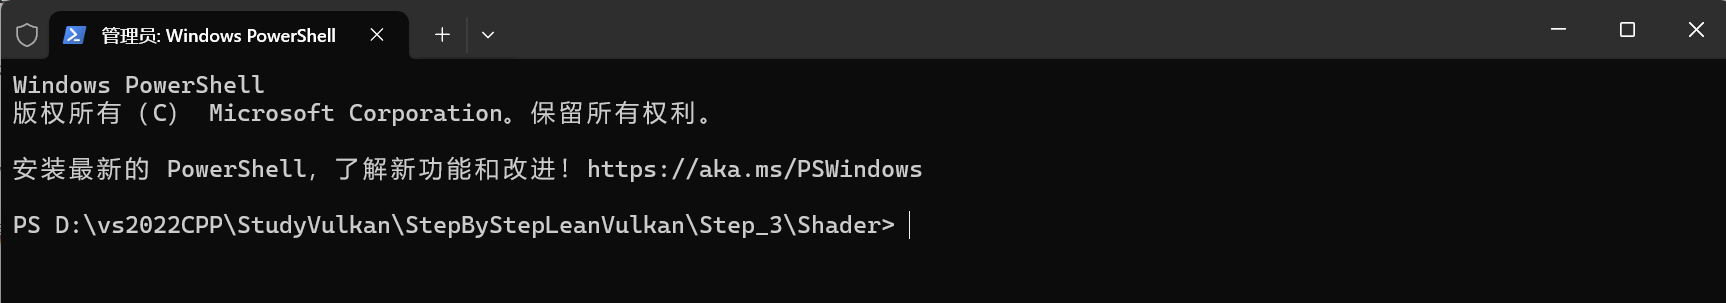 管理员: Windows PowerShell
Windows PowerShell
版权所有 (C) Microsoft Corporation。保留所有权利。
安装最新的 PowerShell，了解新功能和改进！https://aka.ms/PSWindows
PS D:\vs2022CPP\StudyVulkan\StepByStepLeanVulkan\Step_3\Shader>